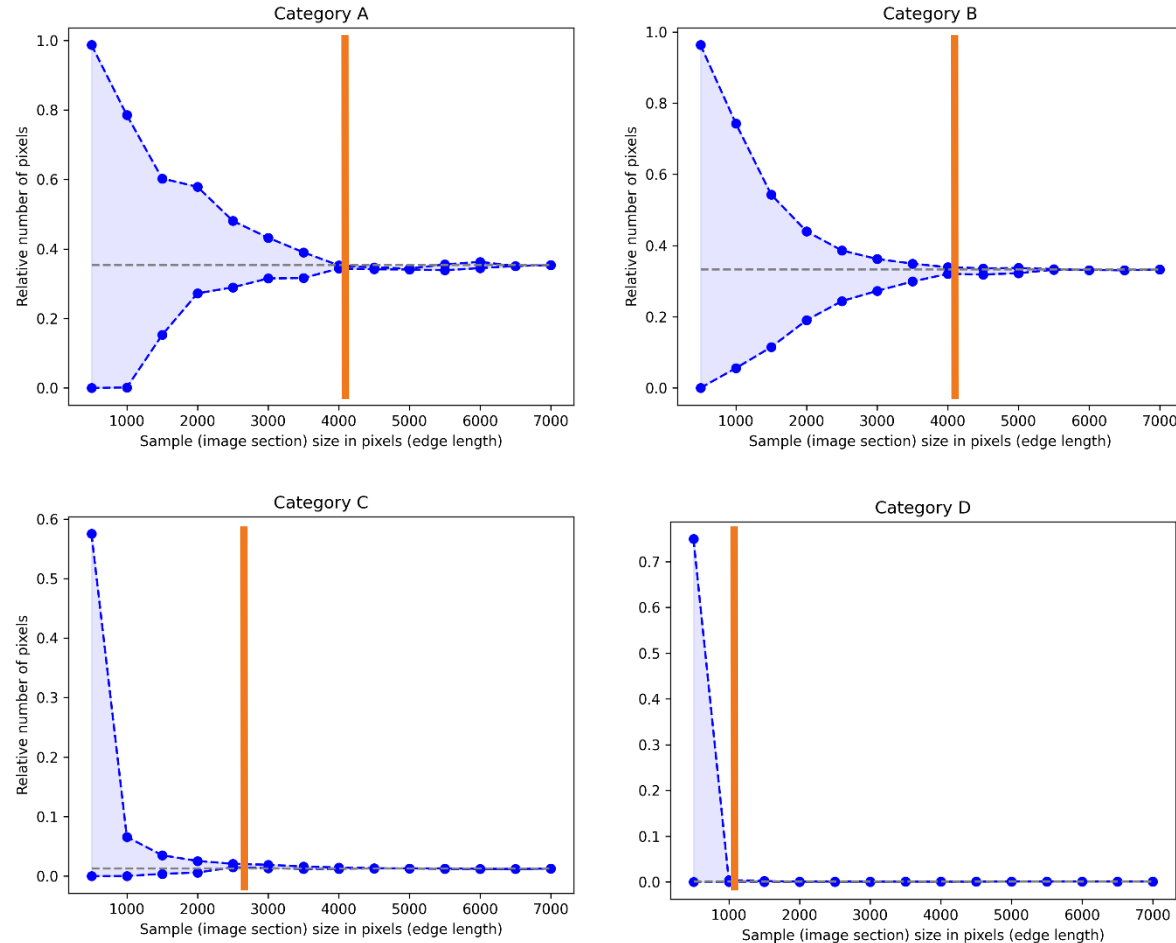 Category A
Relative number of pixels
1.0
0.8
0.6
0.4
0.2
0.0
1000 2000 3000 4000 5000 6000 7000
Sample (image section) size in pixels (edge length)
Category B
Relative number of pixels
1.0
0.8
0.6
0.4
0.2
0.0
1000 2000 3000 4000 5000 6000 7000
Sample (image section) size in pixels (edge length)
Category C
Relative number of pixels
0.6
0.5
0.4
0.3
0.2
0.1
0.0
1000 2000 3000 4000 5000 6000 7000
Sample (image section) size in pixels (edge length)
Category D
0.7
0.6
0.5
0.4
0.3
0.2
0.1
0.0
1000 2000 3000 4000 5000 6000 7000
Sample (image section) size in pixels (edge length)